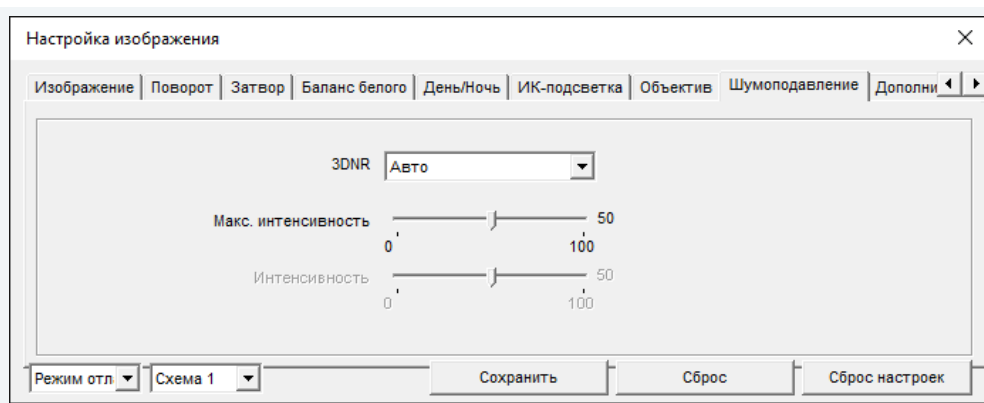 Настройка изображения
Изображение Поворот Затвор Баланс белого День/Ночь ИК-подсветка Объектив Шумоподавление Дополни
3DNR Авто
Макс. интенсивность 50
0 100
Интенсивность 50
0 100
Режим отл Схема 1 Сохранить Сброс Сброс настроек